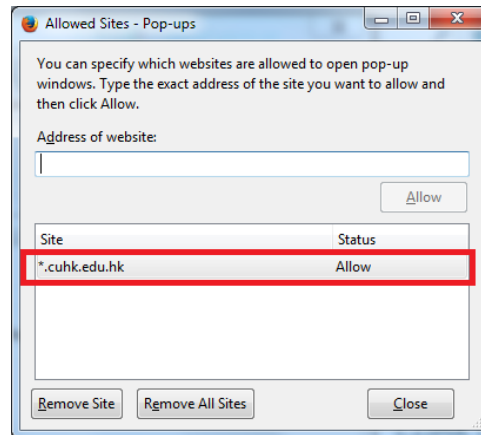 Allowed Sites - Pop-ups
You can specify which websites are allowed to open pop-up
windows. Type the exact address of the site you want to allow and
then click Allow.
Address of website:
Allow
Site Status
*.cuhk.edu.hk Allow
Remove Site Remove All Sites Close